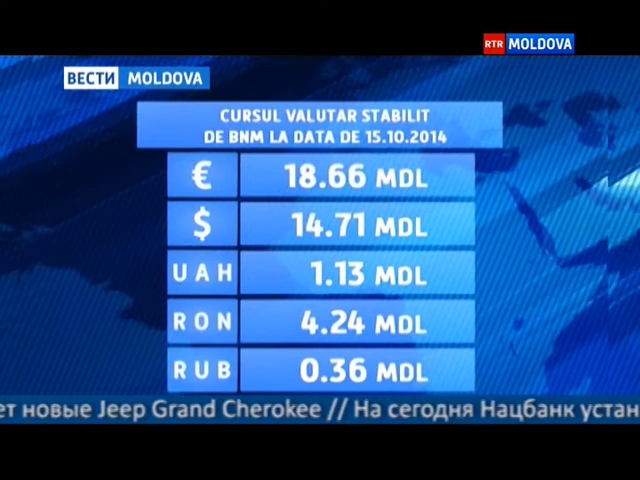 RTR MOLDOVA
ВЕСТИ MOLDOVA
CURSUL VALUTAR STABILIT
DE BNM LA DATA DE 15.10.2014
€ 18.66 MDL
$ 14.71 MDL
UAH 1.13 MDL
RON 4.24 MDL
RUB 0.36 MDL
ет новые Jeep Grand Cherokee // На сегодня Нацбанк устан